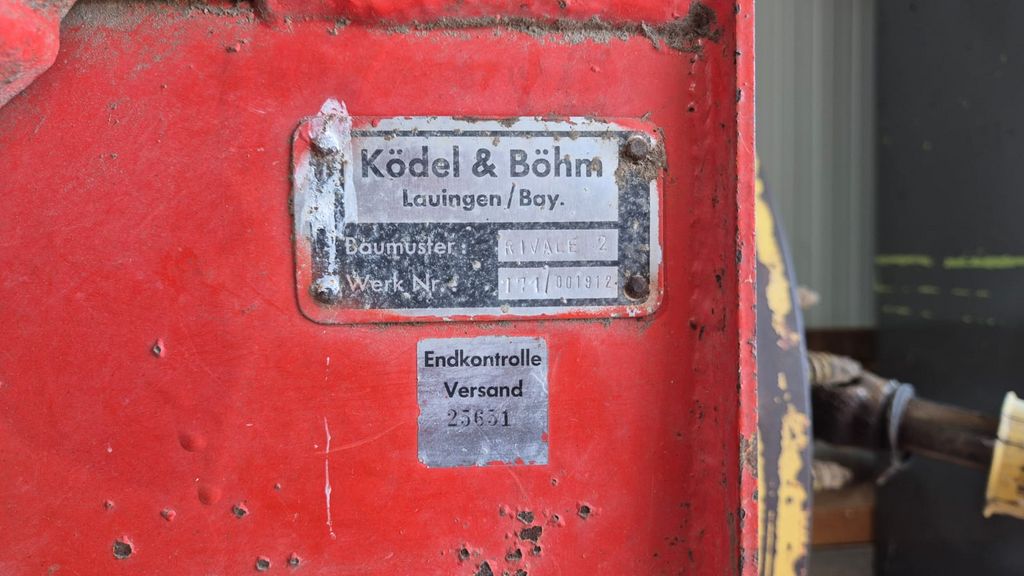 Ködel & Böhm
Lauingen/Bay.
Baumuster: RIVALE 2
Werk Nr.: 171/001912
Endkontrolle
Versand
25651